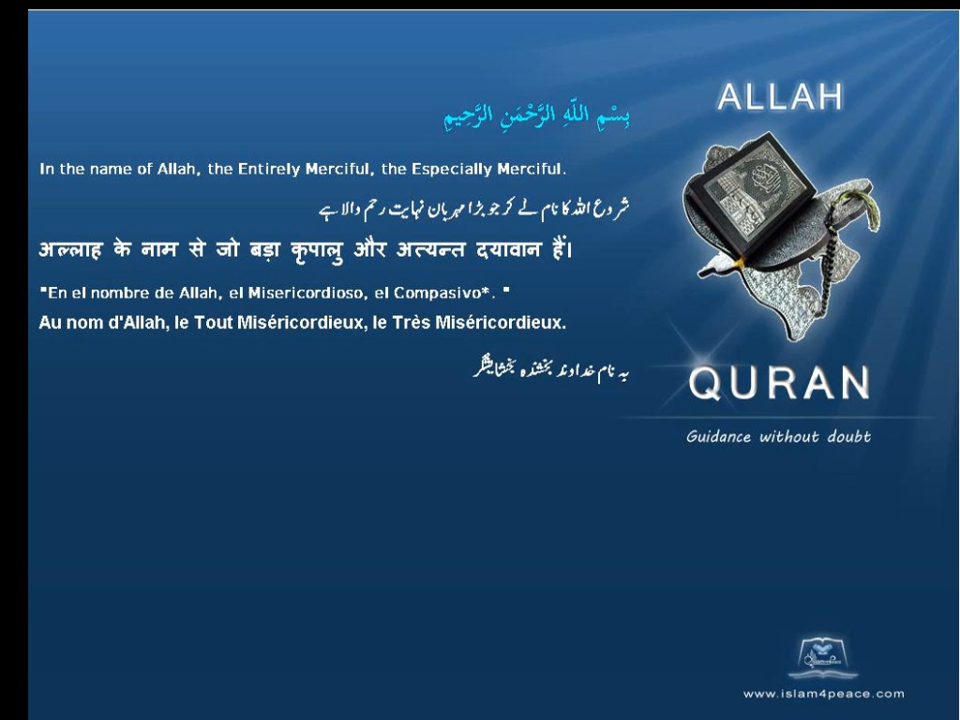 بِسْمِ اللَّهِ الرَّحْمَنِ الرَّحِيمِ
In the name of Allah, the Entirely Merciful, the Especially Merciful.
شروع الله کا نام لے کر جو بڑا مہربان نہایت رحم والا ہے
अल्लाह के नाम से जो बड़ा कृपालु और अत्यन्त दयावान हैं।
"En el nombre de Allah, el Misericordioso, el Compasivo*. "
Au nom d'Allah, le Tout Miséricordieux, le Très Miséricordieux.
به نام خداوند بخشنده بخشایشگر
ALLAH
QURAN
Guidance without doubt
www.islam4peace.com